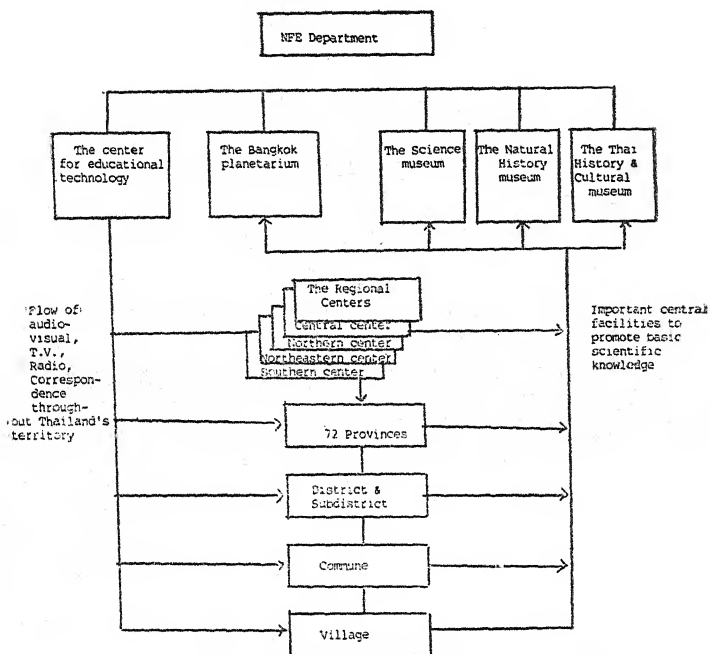 NFE Department
The center
for educational
technology
The Bangkok
planetarium
The Science
museum
The Natural
History
museum
The Thai
History &
Cultural
museum
The Regional
Centers
Central center
Northern center
Northeastern center
Southern center
Flow of
audio-
visual,
T.V.,
Radio,
Correspon-
dence
through-
out Thailand's
territory
Important central
facilities to
promote basic
scientific
knowledge
72 Provinces
District &
Subdistrict
Commune
Village